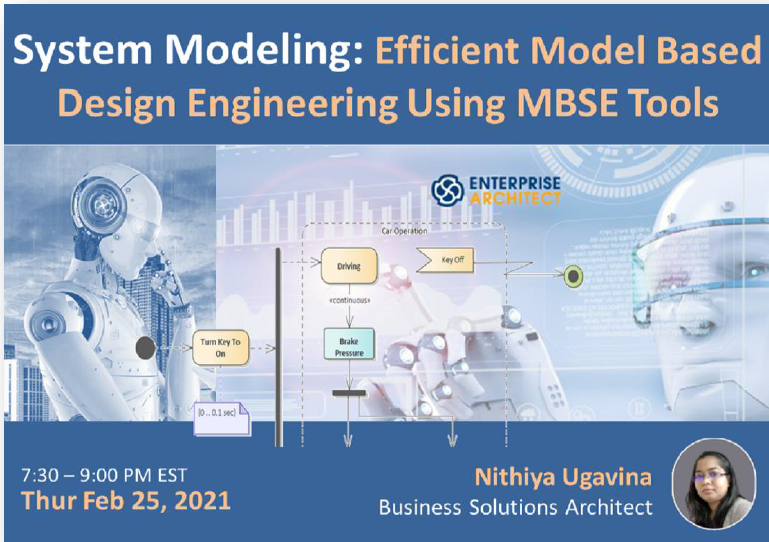 System Modeling: Efficient Model Based
Design Engineering Using MBSE Tools
ENTERPRISE
ARCHITECT
Car Operation
Driving
Key Off
«continuous»
Turn Key To
On
Brake
Pressure
{0 .. 0.1 sec}
7:30 – 9:00 PM EST
Thur Feb 25, 2021
Nithiya Ugavina
Business Solutions Architect